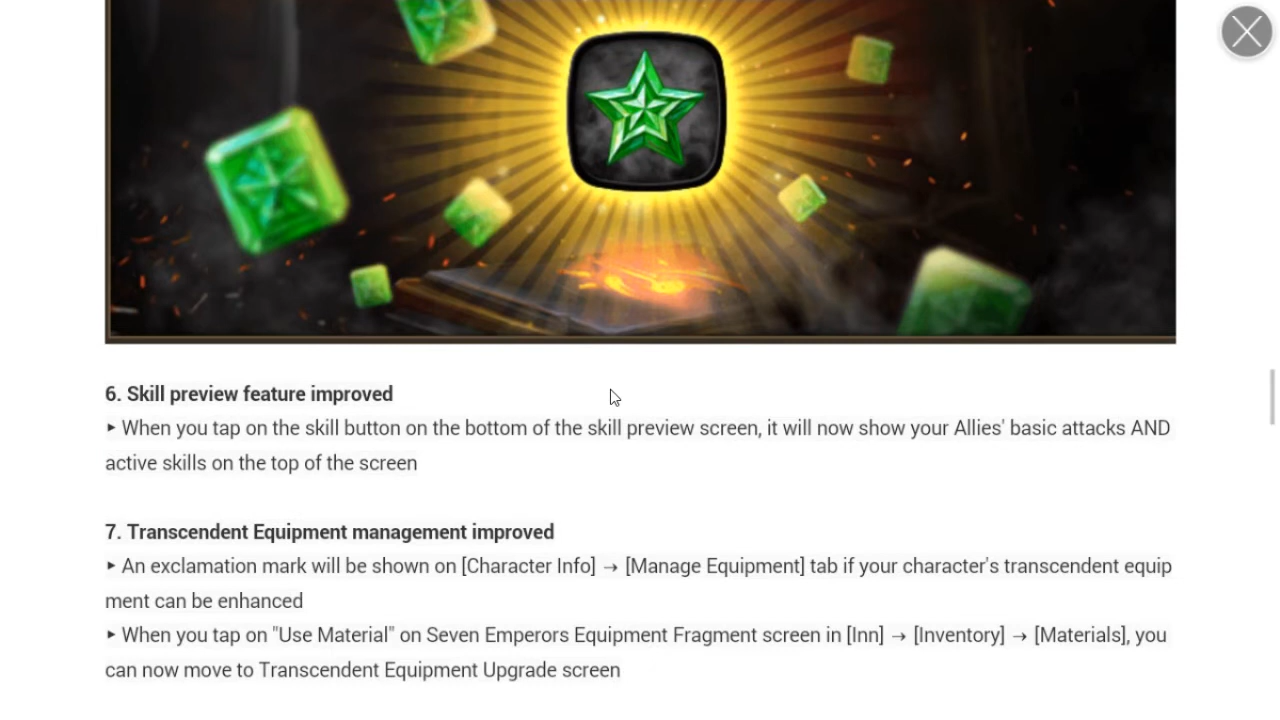 6. Skill preview feature improved
‣ When you tap on the skill button on the bottom of the skill preview screen, it will now show your Allies' basic attacks AND
active skills on the top of the screen
7. Transcendent Equipment management improved
‣ An exclamation mark will be shown on [Character Info] → [Manage Equipment] tab if your character's transcendent equip
ment can be enhanced
‣ When you tap on "Use Material" on Seven Emperors Equipment Fragment screen in [Inn] → [Inventory] → [Materials], you
can now move to Transcendent Equipment Upgrade screen